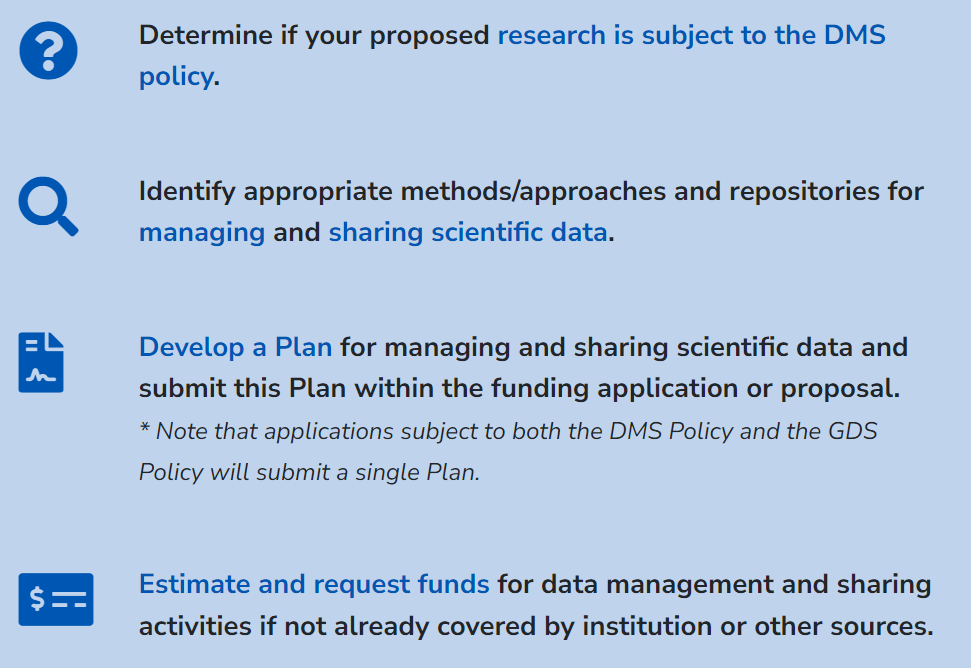 Determine if your proposed research is subject to the DMS
policy.
Identify appropriate methods/approaches and repositories for
managing and sharing scientific data.
Develop a Plan for managing and sharing scientific data and
submit this Plan within the funding application or proposal.
* Note that applications subject to both the DMS Policy and the GDS
Policy will submit a single Plan.
Estimate and request funds for data management and sharing
activities if not already covered by institution or other sources.